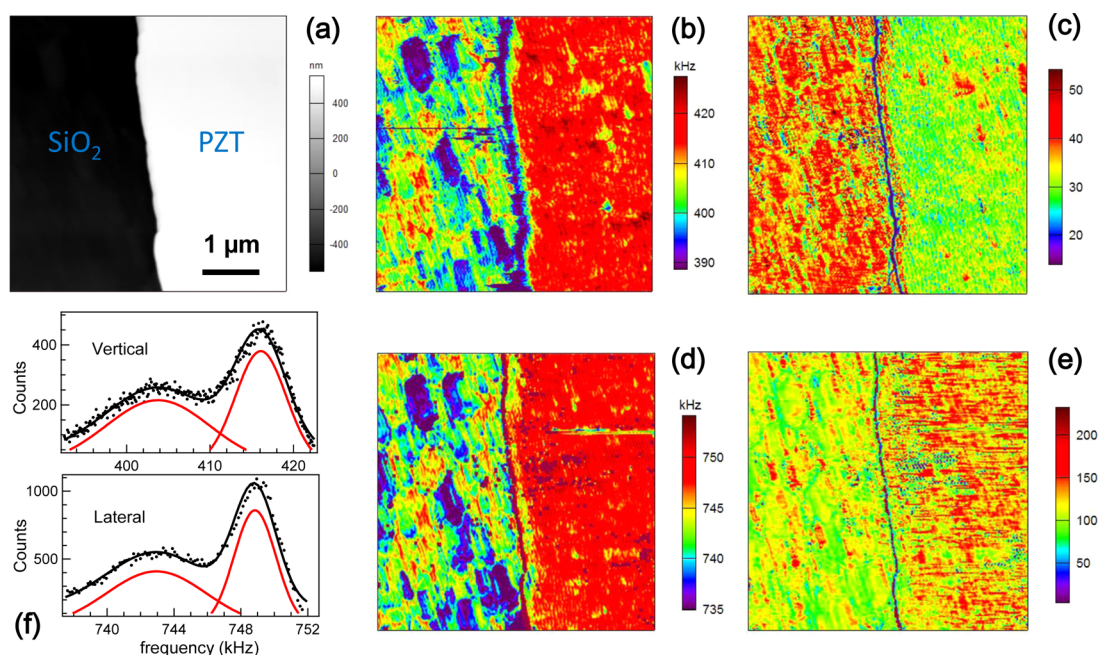 (a)
nm
400
200
0
-200
-400
SiO₂
PZT
1 µm
(b)
kHz
420
410
400
390
(c)
50
40
30
20
Vertical
Counts
400
200
400
410
420
Lateral
Counts
1000
500
740
744
748
752
frequency (kHz)
(f)
(d)
kHz
750
745
740
735
(e)
200
150
100
50